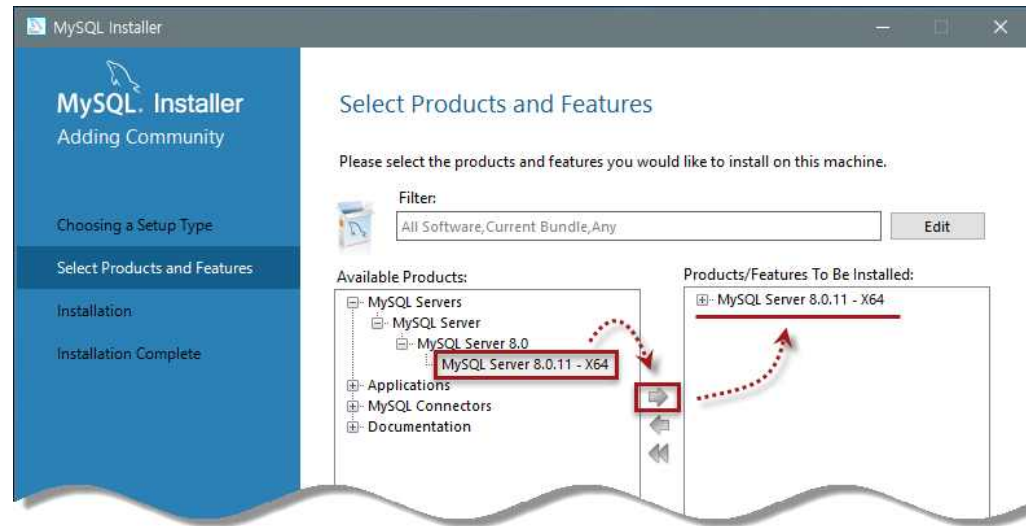 MySQL Installer
MySQL. Installer
Adding Community
Choosing a Setup Type
Select Products and Features
Installation
Installation Complete
Select Products and Features
Please select the products and features you would like to install on this machine.
Filter:
All Software,Current Bundle,Any
Edit
Available Products:
MySQL Servers
MySQL Server
MySQL Server 8.0
MySQL Server 8.0.11 - X64
Applications
MySQL Connectors
Documentation
Products/Features To Be Installed:
MySQL Server 8.0.11 - X64